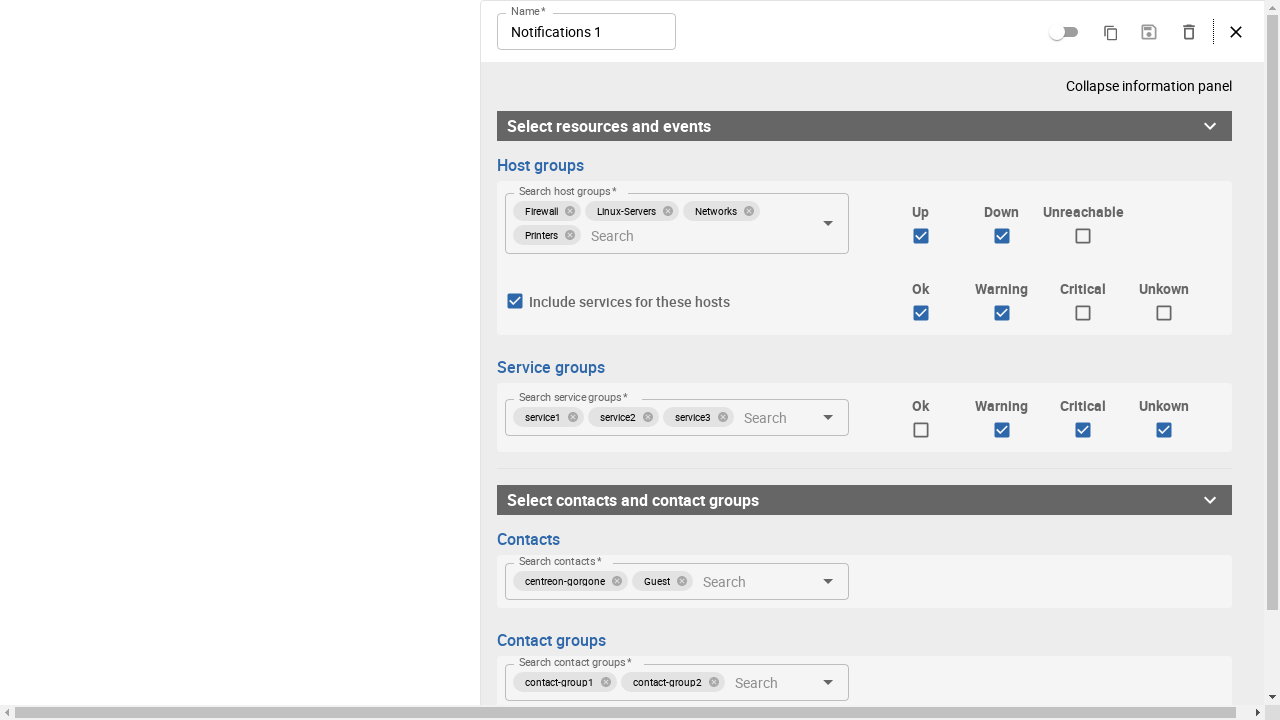 Name *
Notifications 1
Collapse information panel
Select resources and events
Host groups
Search host groups *
Firewall Linux-Servers Networks
Printers Search
Up Down Unreachable
Include services for these hosts
Ok Warning Critical Unkown
Service groups
Search service groups *
service1 service2 service3 Search
Ok Warning Critical Unkown
Select contacts and contact groups
Contacts
Search contacts *
centreon-gorgone Guest Search
Contact groups
Search contact groups *
contact-group1 contact-group2 Search